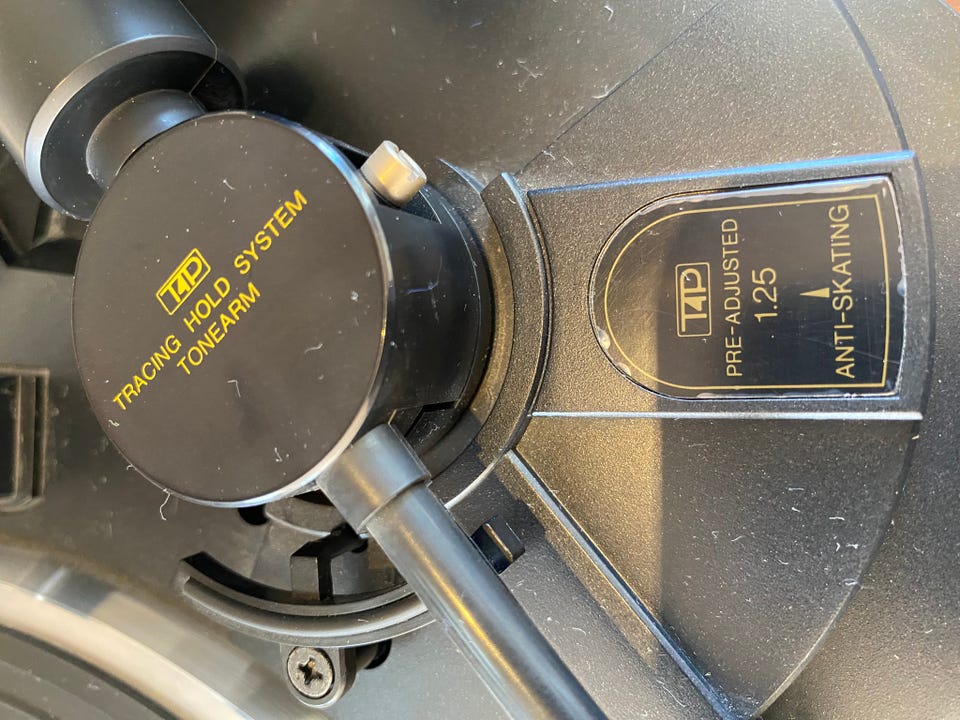 T4P
TRACING HOLD SYSTEM
TONEARM
T4P
PRE-ADJUSTED
1.25
ANTI-SKATING